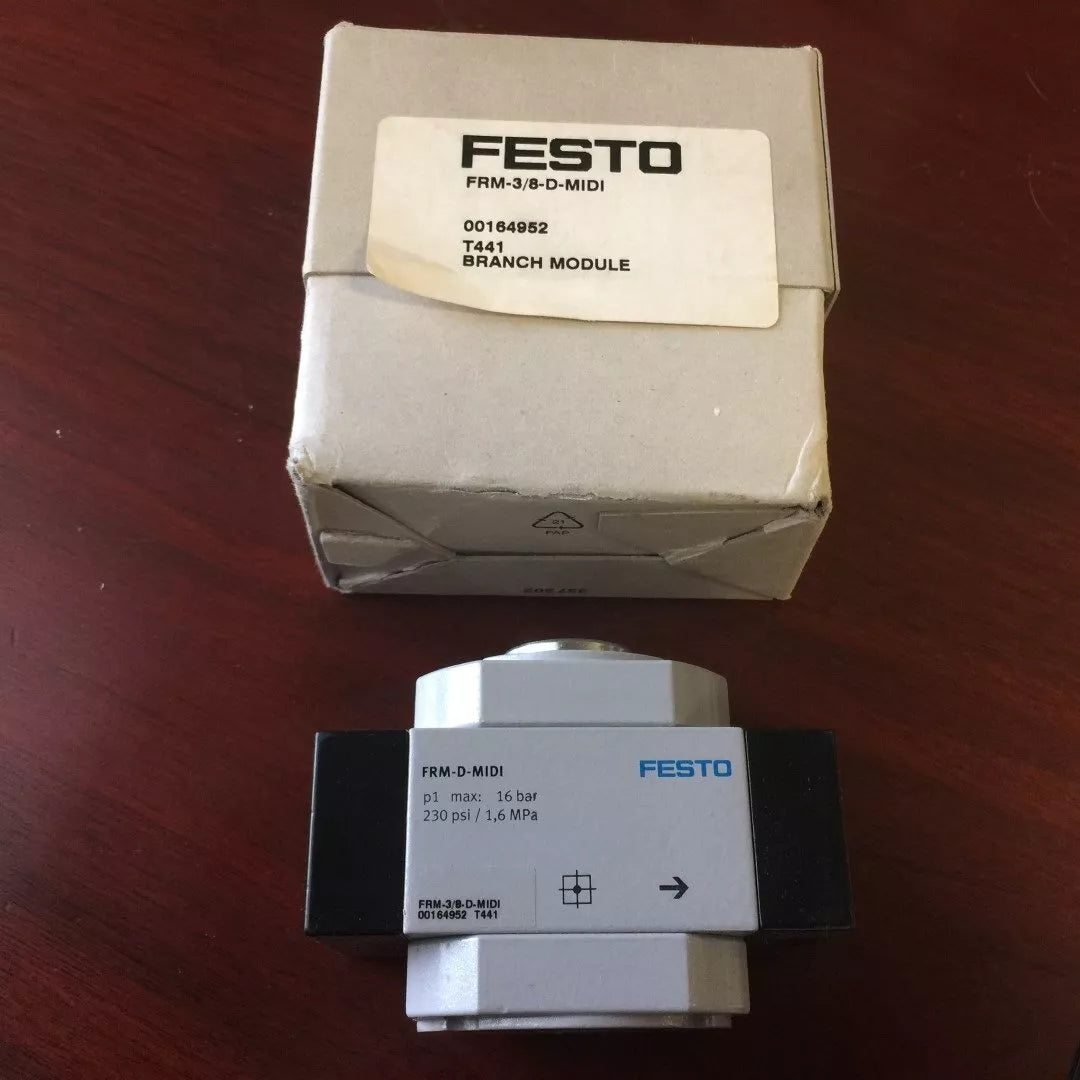 FESTO
FRM-3/8-D-MIDI
00164952
T441
BRANCH MODULE
21
PAP
FRM-D-MIDI
FESTO
p1 max: 16 bar
230 psi / 1,6 MPa
FRM-3/8-D-MIDI
00164952 T441